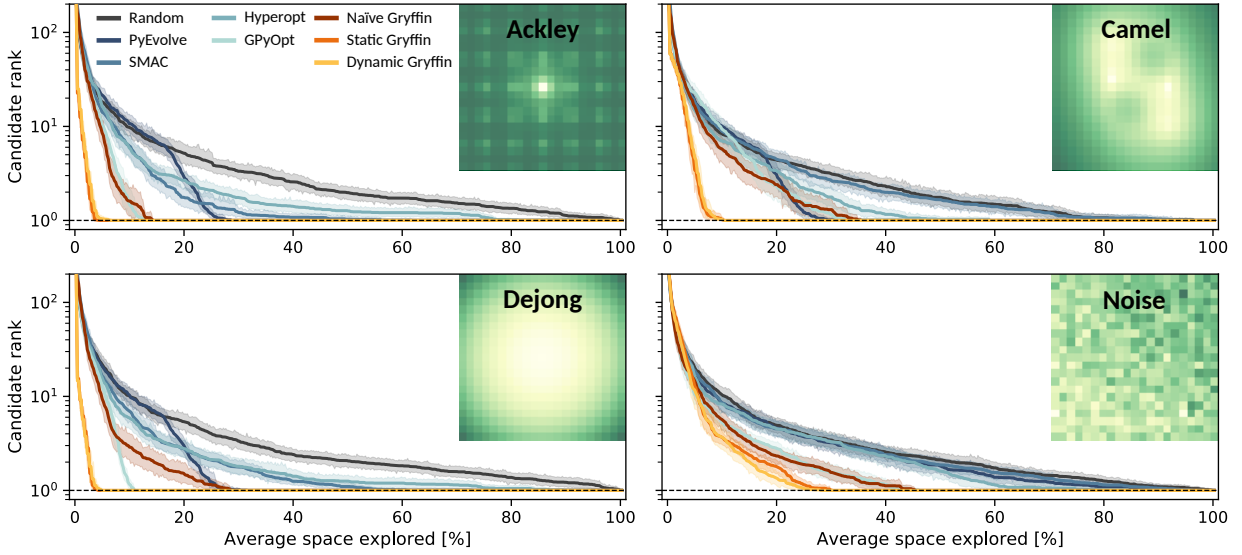 Candidate rank
10²
10¹
10⁰
Random
PyEvolve
SMAC
Hyperopt
GPyOpt
Naïve Gryffin
Static Gryffin
Dynamic Gryffin
Ackley
0 20 40 60 80 100
10²
10¹
10⁰
Camel
0 20 40 60 80 100
Candidate rank
10²
10¹
10⁰
Dejong
0 20 40 60 80 100
Average space explored [%]
10²
10¹
10⁰
Noise
0 20 40 60 80 100
Average space explored [%]